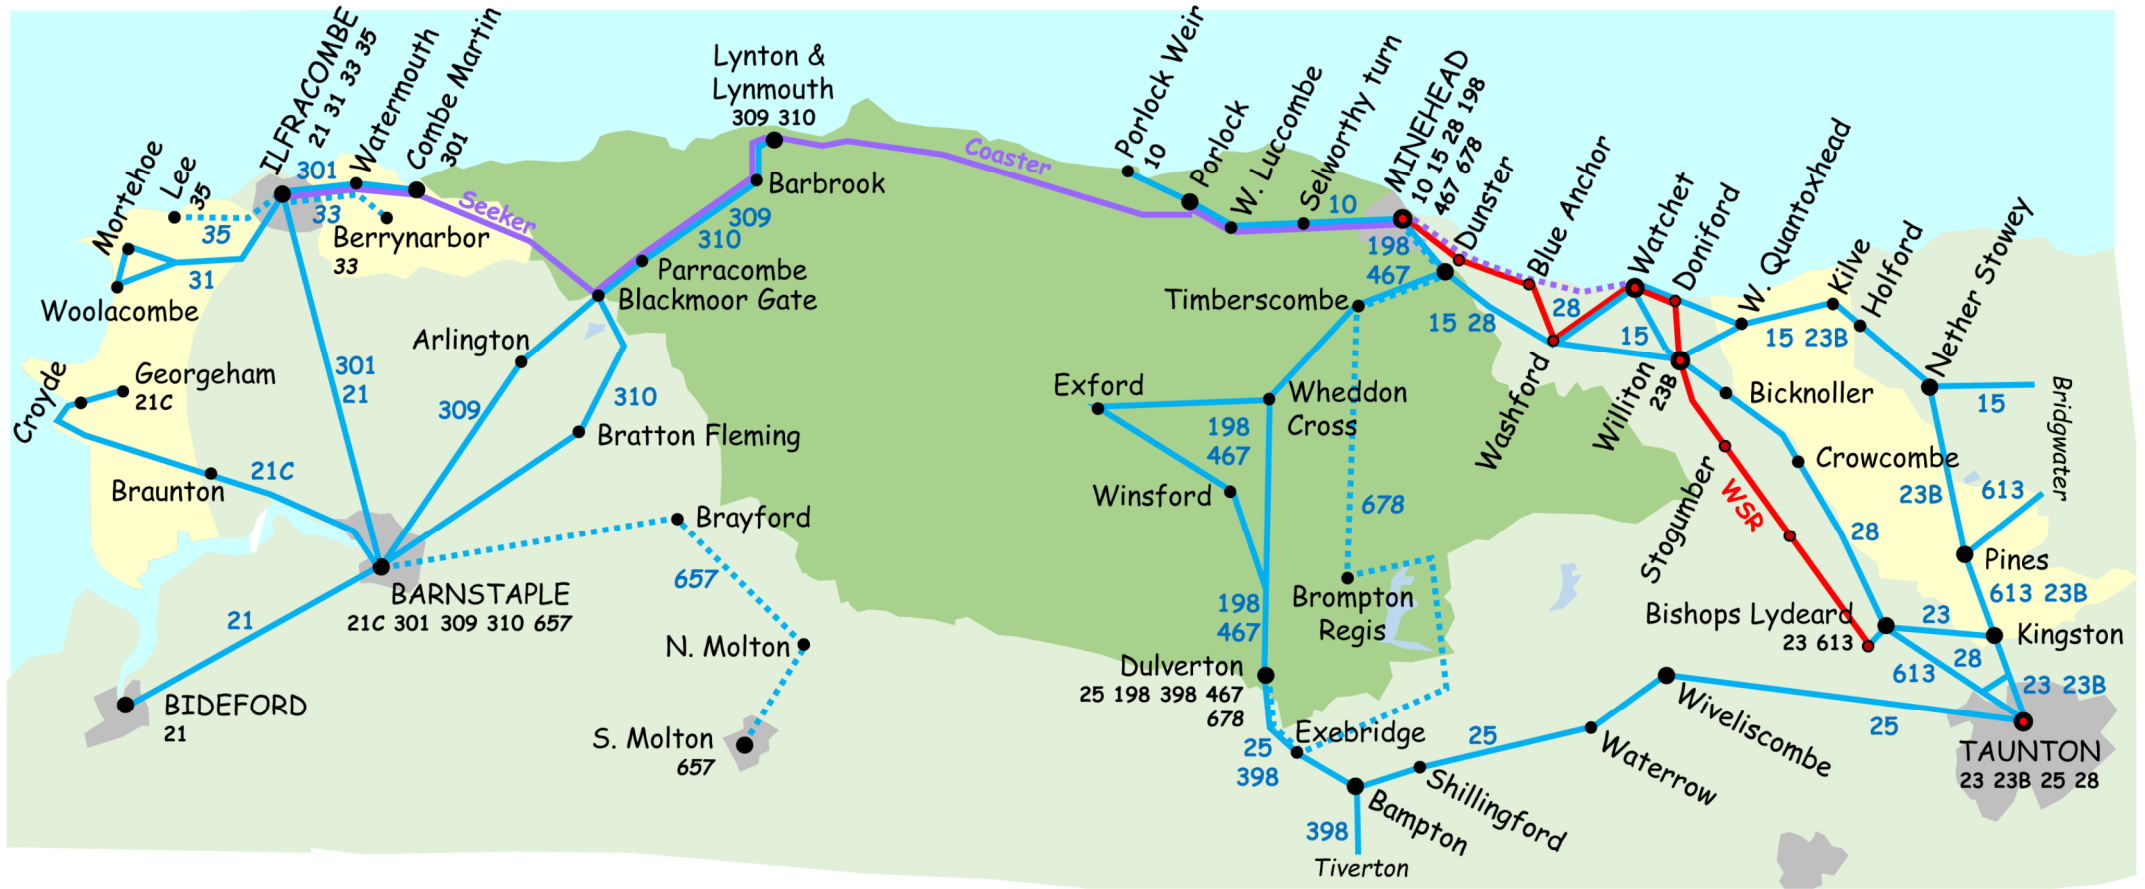 Mortehoe
Lee
35
ILFRACOMBE
21 31 33 35
Watermouth
Combe Martin
301
Lynton &
Lynmouth
309 310
Porlock Weir
10
Porlock
W. Luccombe
Selworthy turn
MINEHEAD
10 15 28 198
467 678
Dunster
Blue Anchor
Watchet
Doniford
W. Quantoxhead
Kilve
Holford
Nether Stowey
301
33
35
31
Berrynarbor
33
Seeker
Coaster
Barbrook
309
310
Parracombe
Blackmoor Gate
10
198
467
Timberscombe
15 28
28
15
15 23B
Woolacombe
Arlington
301
21
Croyde
Georgeham
21C
309
310
Exford
Wheddon
Cross
198
467
Washford
Williton
23B
Bicknoller
15
Bridgwater
Braunton
21C
Bratton Fleming
Winsford
678
Stogumber
WSR
Crowcombe
23B
613
28
Brayford
657
Pines
613 23B
BARNSTAPLE
21C 301 309 310 657
21
Brompton
Regis
198
467
Bishops Lydeard
23 613
23
Kingston
28
613
23 23B
N. Molton
Dulverton
25 198 398 467
678
BIDEFORD
21
S. Molton
657
Exebridge
25
398
25
Wiveliscombe
Waterrow
25
TAUNTON
23 23B 25 28
Shillingford
Bampton
398
Tiverton